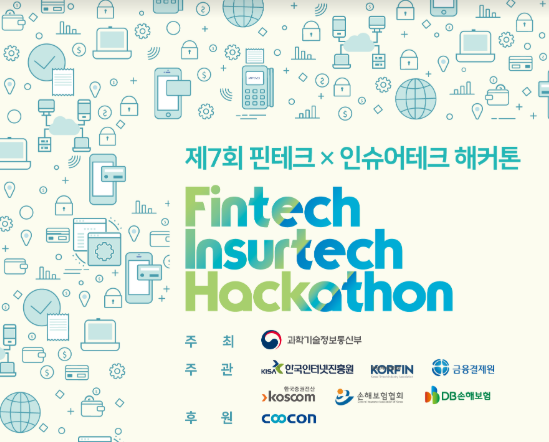 제7회 핀테크 × 인슈어테크 해커톤
Fintech
Insurtech
Hackathon
주 최 과학기술정보통신부
주 관 KISA 한국인터넷진흥원 KORFIN 금융결제원
한국증권전산
koscom 손해보험협회 DB손해보험
후 원 coocon